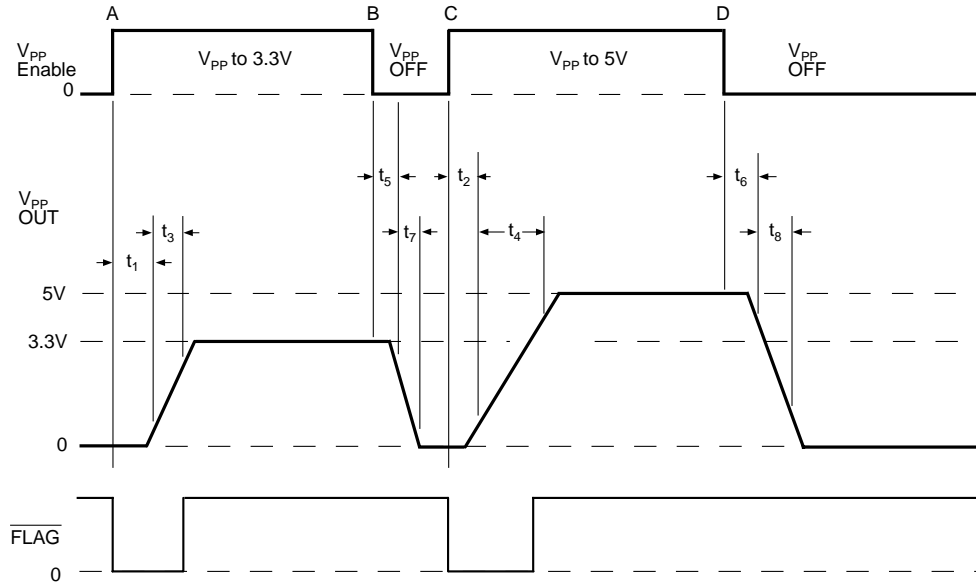 A
B
C
D
VPP
Enable
0
VPP to 3.3V
VPP
OFF
VPP to 5V
VPP
OFF
VPP
OUT
t5
t2
t6
t3
t7
t4
t8
t1
5V
3.3V
0
FLAG
0